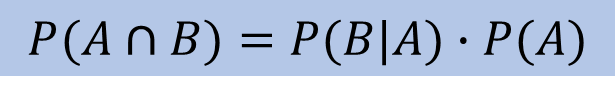 P(A ∩ B) = P(B|A) · P(A)